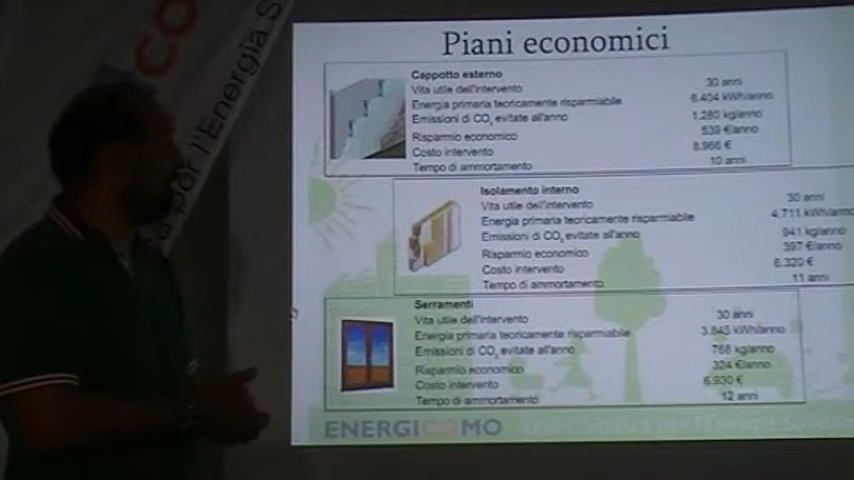 CO
per l'Energia S
Piani economici
Cappotto esterno
Vita utile dell'intervento 30 anni
Energia primaria teoricamente risparmiabile 6.404 kWh/anno
Emissioni di CO2 evitate all'anno 1.280 kg/anno
Risparmio economico 539 €/anno
Costo intervento 8.966 €
Tempo di ammortamento 10 anni
Isolamento interno
Vita utile dell'intervento 30 anni
Energia primaria teoricamente risparmiabile 4.711 kWh/anno
Emissioni di CO2 evitate all'anno 941 kg/anno
Risparmio economico 397 €/anno
Costo intervento 6.320 €
Tempo di ammortamento 11 anni
Serramenti
Vita utile dell'intervento 30 anni
Energia primaria teoricamente risparmiabile 3.845 kWh/anno
Emissioni di CO2 evitate all'anno 768 kg/anno
Risparmio economico 324 €/anno
Costo intervento 6.930 €
Tempo di ammortamento 12 anni
ENERGICOMO per l'Energia